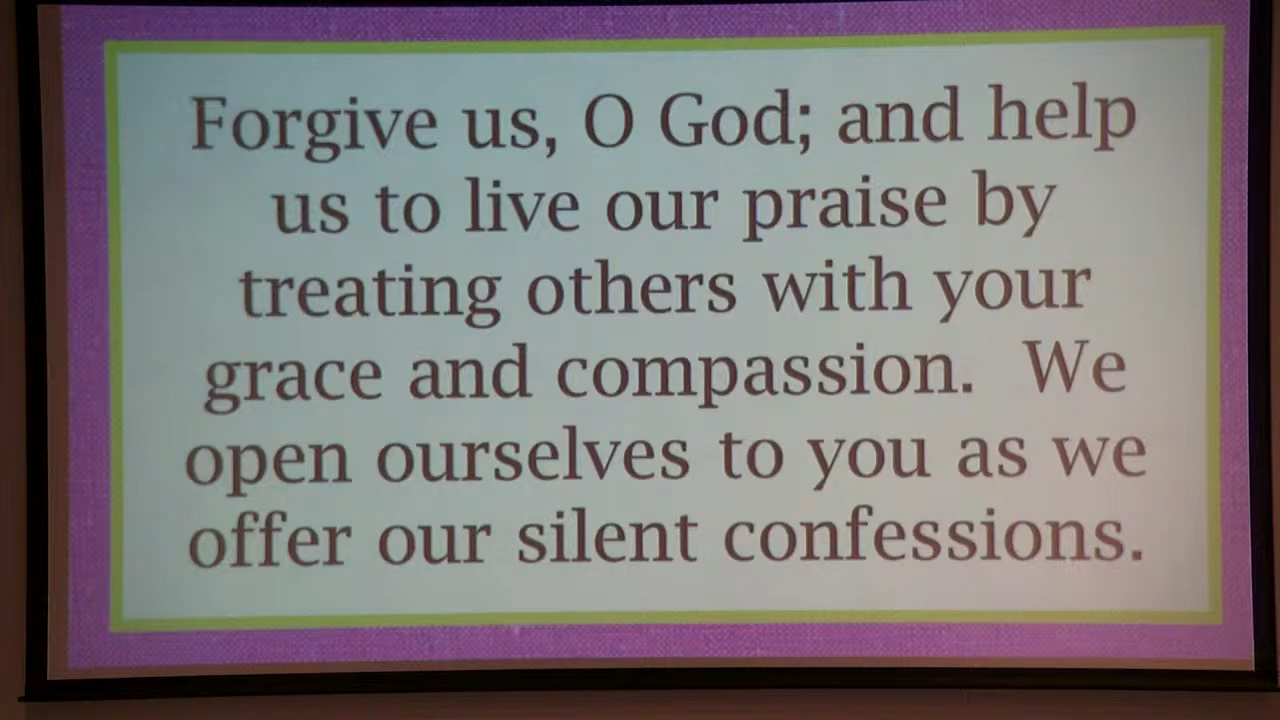 Forgive us, O God; and help
us to live our praise by
treating others with your
grace and compassion.  We
open ourselves to you as we
offer our silent confessions.